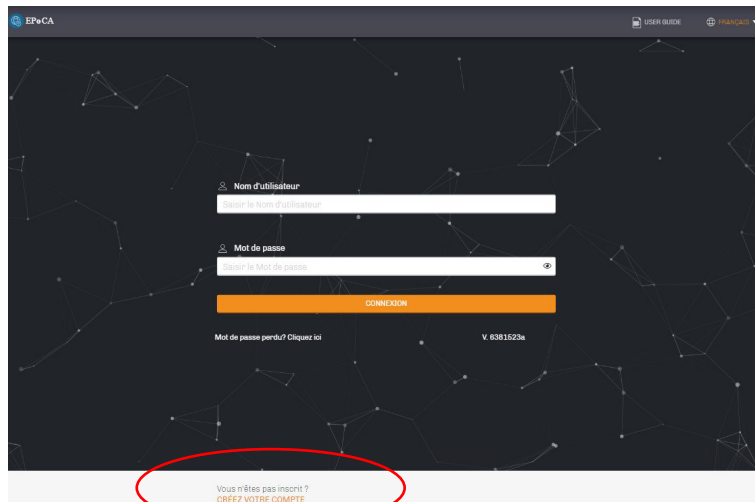 EPoCA
USER GUIDE
FRANÇAIS
Nom d'utilisateur
Saisir le Nom d'utilisateur
Mot de passe
Saisir le Mot de passe
CONNEXION
Mot de passe perdu? Cliquez ici
V. 6381523a
Vous n'êtes pas inscrit ?
CRÉEZ VOTRE COMPTE